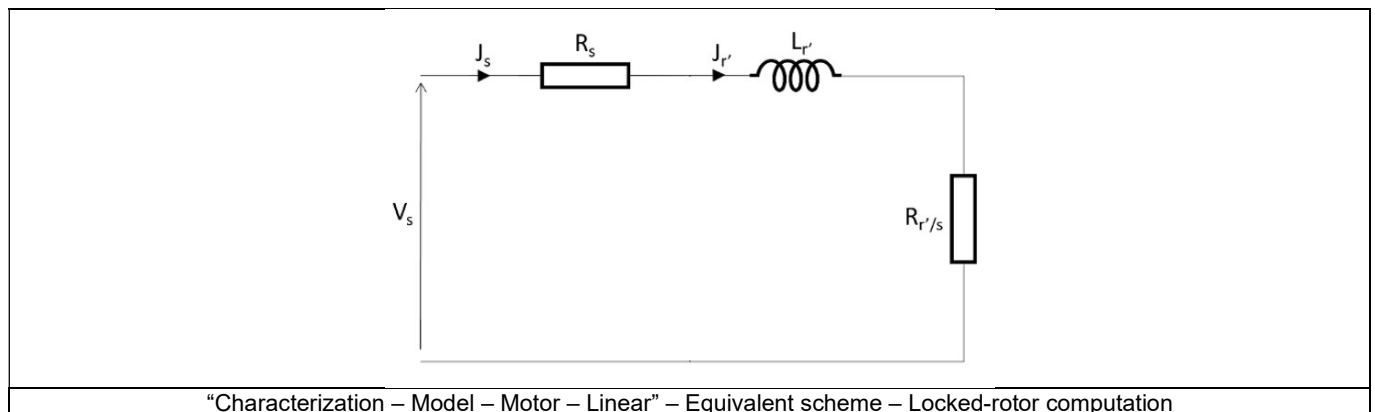 J_s R_s J_r' L_r'
V_s R_r'/s
“Characterization – Model – Motor – Linear” – Equivalent scheme – Locked-rotor computation